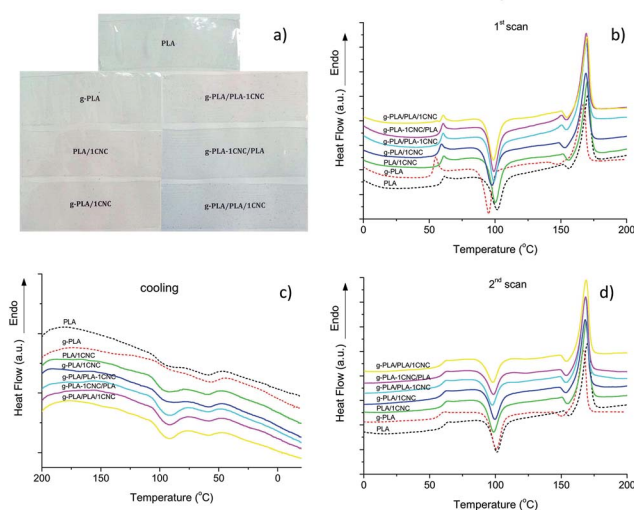 a)
PLA
g-PLA
g-PLA/PLA-1CNC
PLA/1CNC
g-PLA-1CNC/PLA
g-PLA/1CNC
g-PLA/PLA/1CNC
1st scan
b)
Endo
Heat Flow (a.u.)
g-PLA/PLA/1CNC
g-PLA-1CNC/PLA
g-PLA/PLA-1CNC
g-PLA/1CNC
PLA/1CNC
g-PLA
PLA
0 50 100 150 200
Temperature (°C)
cooling
c)
Endo
Heat Flow (a.u.)
PLA
g-PLA
PLA/1CNC
g-PLA/1CNC
g-PLA/PLA-1CNC
g-PLA-1CNC/PLA
g-PLA/PLA/1CNC
200 150 100 50 0
Temperature (°C)
2nd scan
d)
Endo
Heat Flow (a.u.)
g-PLA/PLA/1CNC
g-PLA-1CNC/PLA
g-PLA/PLA-1CNC
g-PLA/1CNC
PLA/1CNC
g-PLA
PLA
0 50 100 150 200
Temperature (°C)